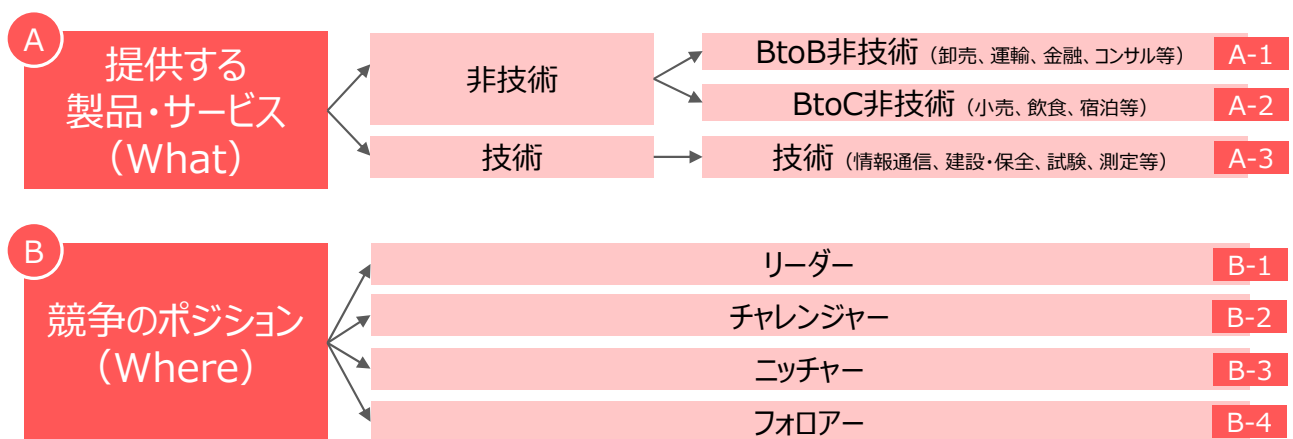 A
提供する
製品・サービス
（What）
非技術
BtoB非技術（卸売、運輸、金融、コンサル等） A-1
BtoC非技術（小売、飲食、宿泊等） A-2
技術
技術（情報通信、建設・保全、試験、測定等） A-3
B
競争のポジション
（Where）
リーダー B-1
チャレンジャー B-2
ニッチャー B-3
フォロアー B-4